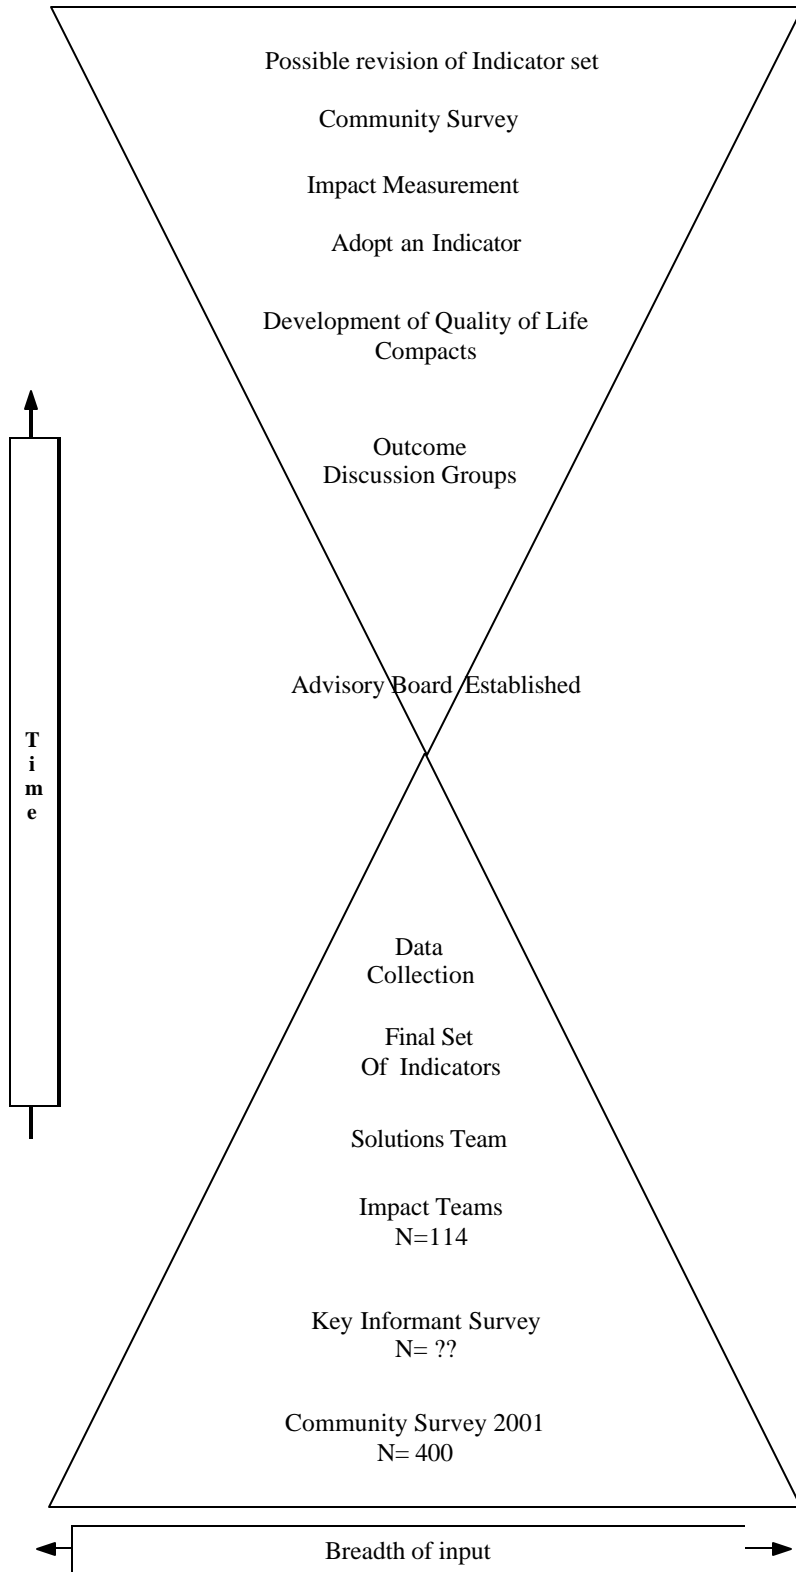 Possible revision of Indicator set
Community Survey
Impact Measurement
Adopt an Indicator
Development of Quality of Life
Compacts
Outcome
Discussion Groups
Advisory Board Established
T
i
m
e
Data
Collection
Final Set
Of Indicators
Solutions Team
Impact Teams
N=114
Key Informant Survey
N= ??
Community Survey 2001
N= 400
Breadth of input